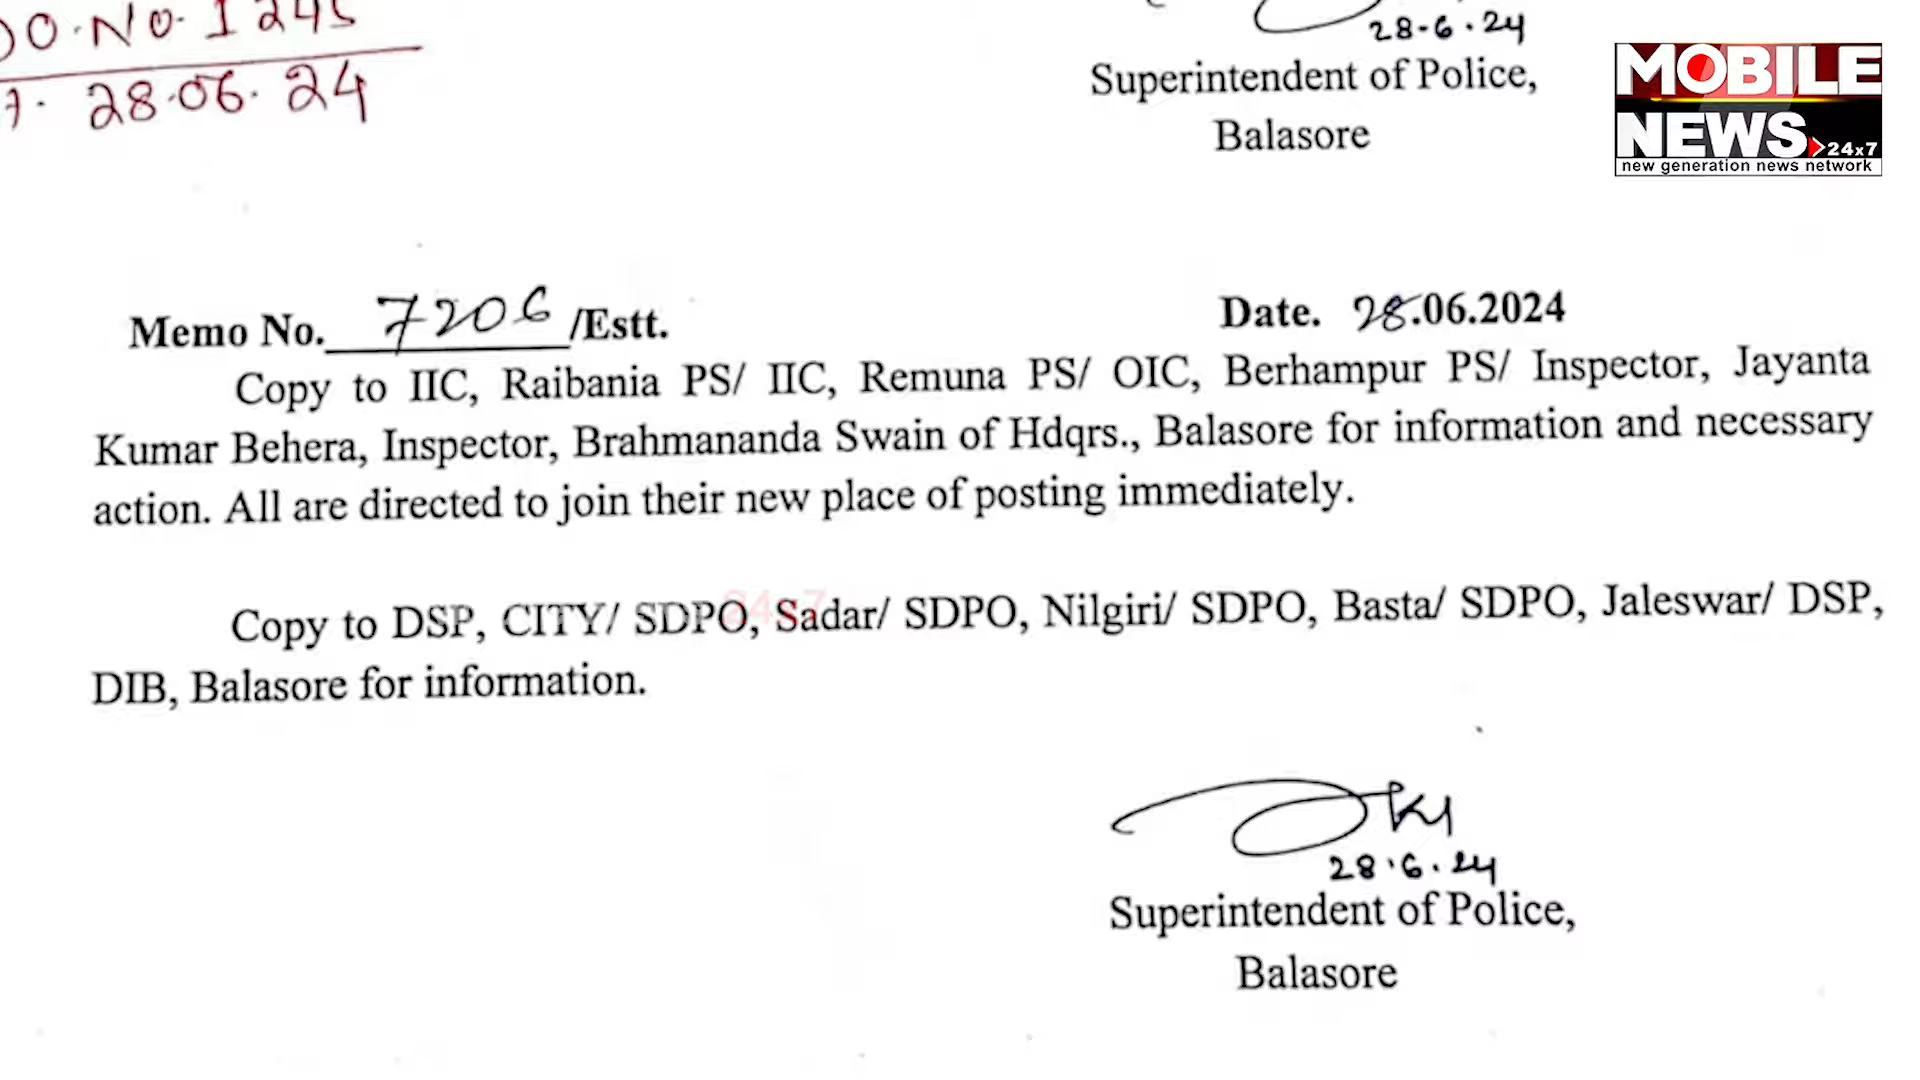 DO.NO.1245
28.06.24
28-6.24
Superintendent of Police,
Balasore
MOBILE
NEWS 24x7
new generation news network
Memo No. 7206 /Estt. Date. 28.06.2024
Copy to IIC, Raibania PS/ IIC, Remuna PS/ OIC, Berhampur PS/ Inspector, Jayanta
Kumar Behera, Inspector, Brahmananda Swain of Hdqrs., Balasore for information and necessary
action. All are directed to join their new place of posting immediately.
24x7
Copy to DSP, CITY/ SDPO, Sadar/ SDPO, Nilgiri/ SDPO, Basta/ SDPO, Jaleswar/ DSP,
DIB, Balasore for information.
28.6.24
Superintendent of Police,
Balasore